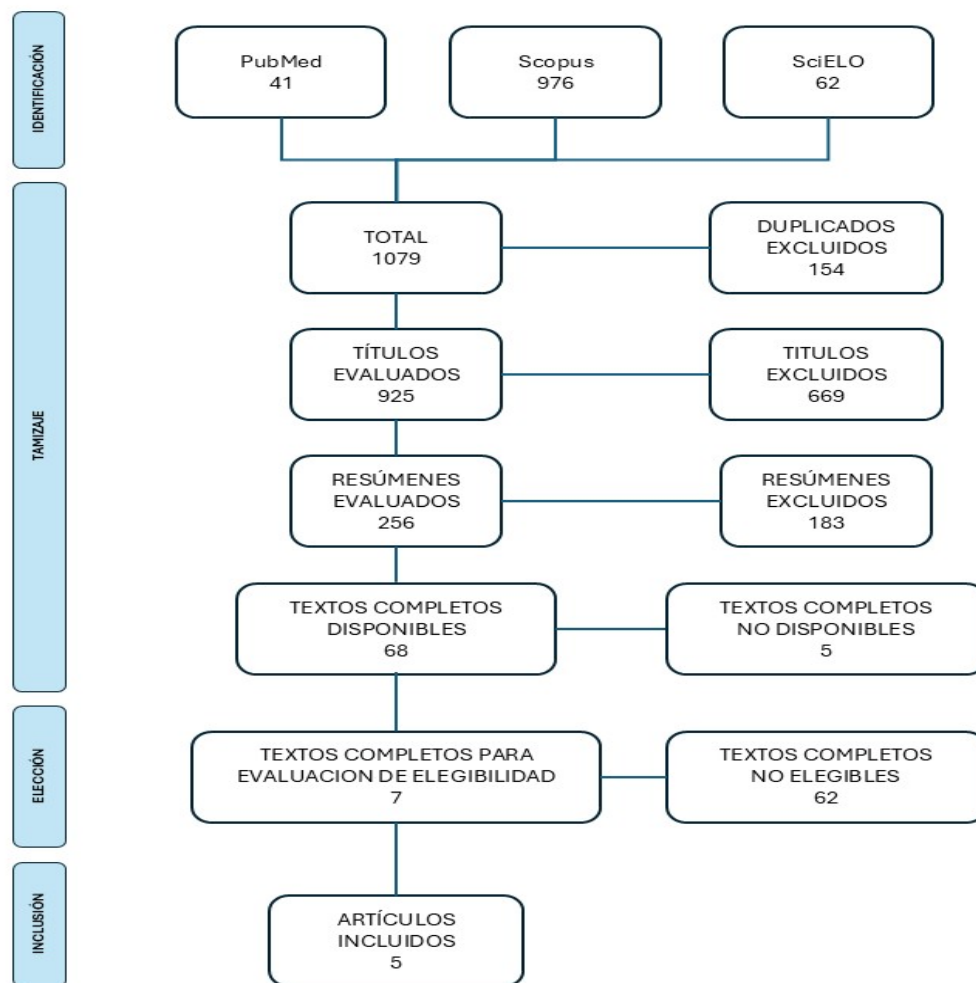 IDENTIFICACIÓN
PubMed
41
Scopus
976
SciELO
62
TAMIZAJE
TOTAL
1079
DUPLICADOS
EXCLUIDOS
154
TÍTULOS
EVALUADOS
925
TITULOS
EXCLUIDOS
669
RESÚMENES
EVALUADOS
256
RESÚMENES
EXCLUIDOS
183
TEXTOS COMPLETOS
DISPONIBLES
68
TEXTOS COMPLETOS
NO DISPONIBLES
5
ELECCIÓN
TEXTOS COMPLETOS PARA
EVALUACION DE ELEGIBILIDAD
7
TEXTOS COMPLETOS
NO ELEGIBLES
62
INCLUSIÓN
ARTÍCULOS
INCLUIDOS
5